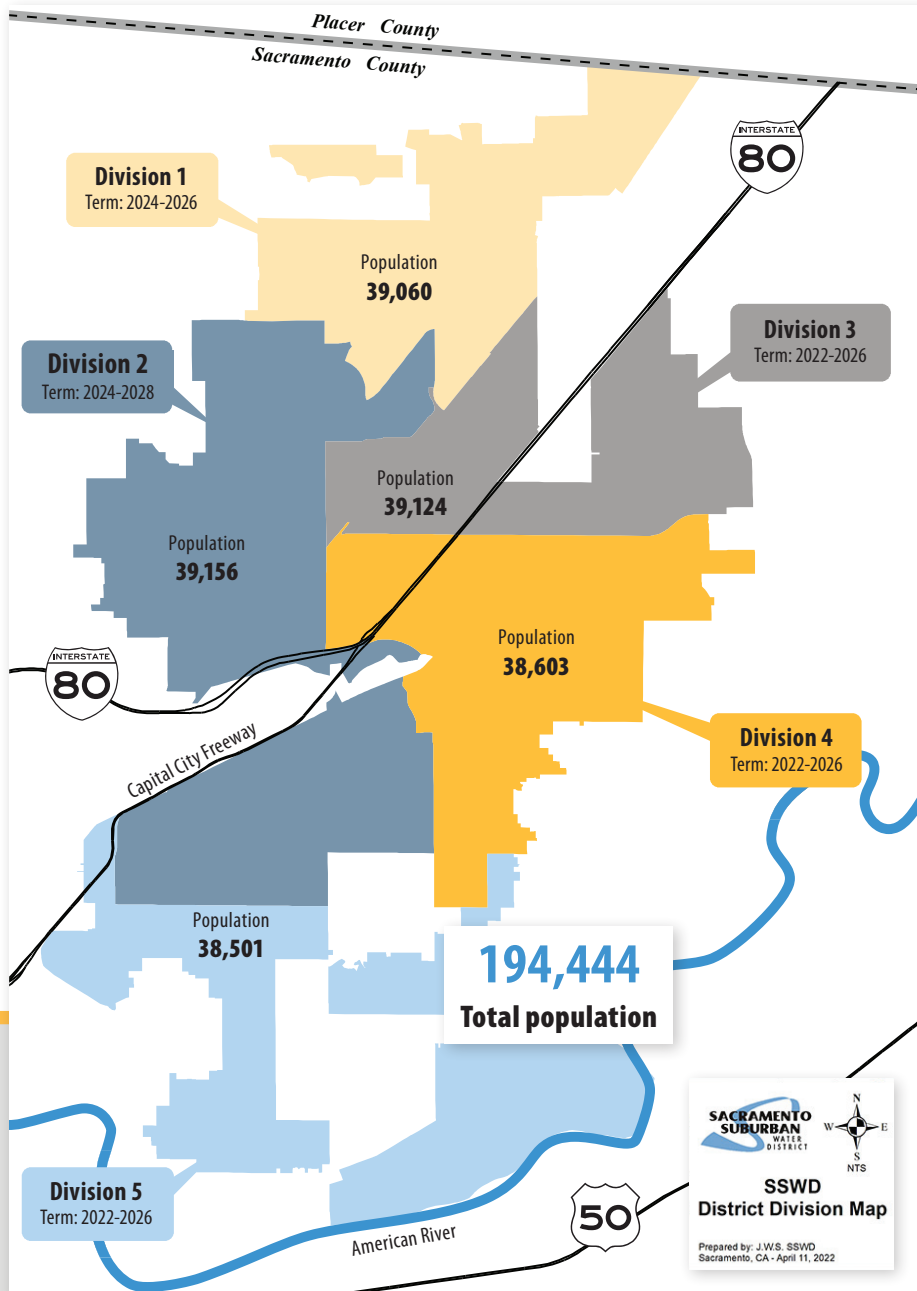 Placer County
Sacramento County
INTERSTATE
80
Division 1
Term: 2024-2026
Population
39,060
Division 2
Term: 2024-2028
Division 3
Term: 2022-2026
Population
39,124
Population
39,156
Population
38,603
INTERSTATE
80
Division 4
Term: 2022-2026
Capital City Freeway
Population
38,501
194,444
Total population
Division 5
Term: 2022-2026
American River
50
SACRAMENTO
SUBURBAN
WATER
DISTRICT
N
W
E
S
NTS
SSWD
District Division Map
Prepared by: J.W.S. SSWD
Sacramento, CA - April 11, 2022